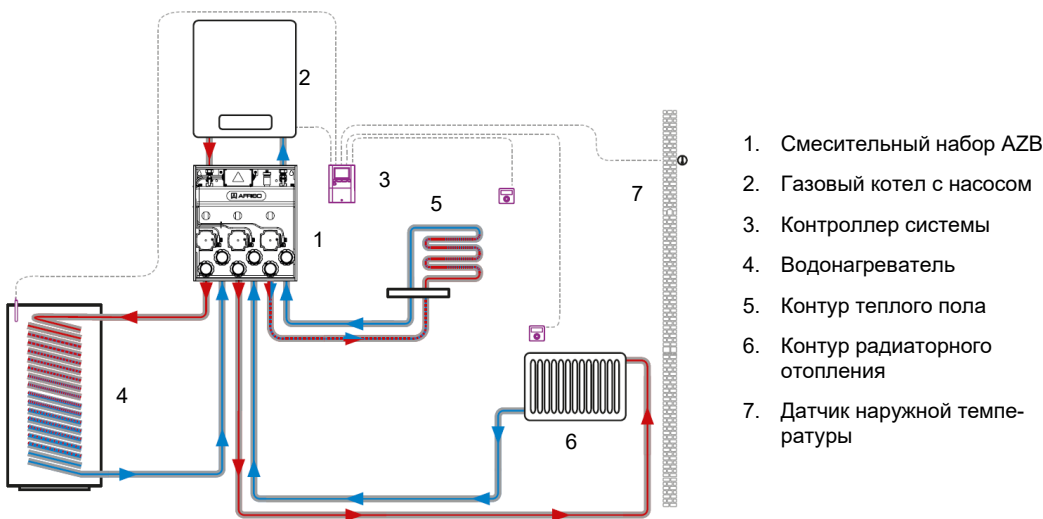 2
3
AFRISO
1
5
7
4
6
1. Смесительный набор AZB
2. Газовый котел с насосом
3. Контроллер системы
4. Водонагреватель
5. Контур теплого пола
6. Контур радиаторного
отопления
7. Датчик наружной темпе-
ратуры